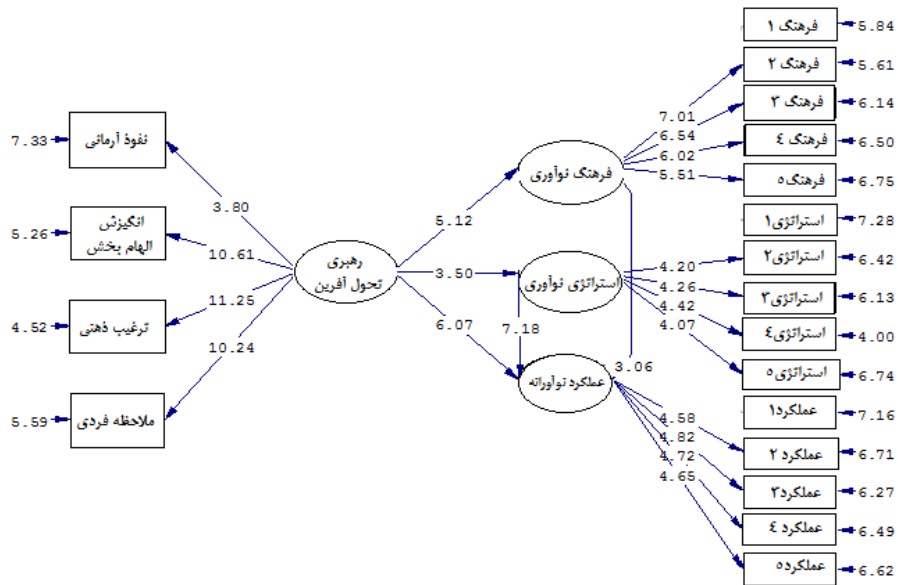 فرهنگ ۱
5.84
فرهنگ ۲
5.61
فرهنگ ۳
6.14
فرهنگ ٤
6.50
فرهنگ٥
6.75
استراتژی۱
7.28
استراتژی۲
6.42
استراتژی۳
6.13
استراتژی٤
4.00
استراتژی٥
6.74
عملکرد۱
7.16
عملکرد ۲
6.71
عملکرد۳
6.27
عملکرد ٤
6.49
عملکرد٥
6.62
7.01
6.54
6.02
5.51
فرهنگ نوآوری
4.20
4.26
4.42
4.07
استراتژی نوآوری
7.18
3.06
عملکرد نوآورانه
4.58
4.82
4.72
4.65
5.12
3.50
6.07
رهبری
تحول آفرین
3.80
10.61
11.25
10.24
نفوذ آرمانی
7.33
انگیزش
الهام بخش
5.26
ترغیب ذهنی
4.52
ملاحظه فردی
5.59